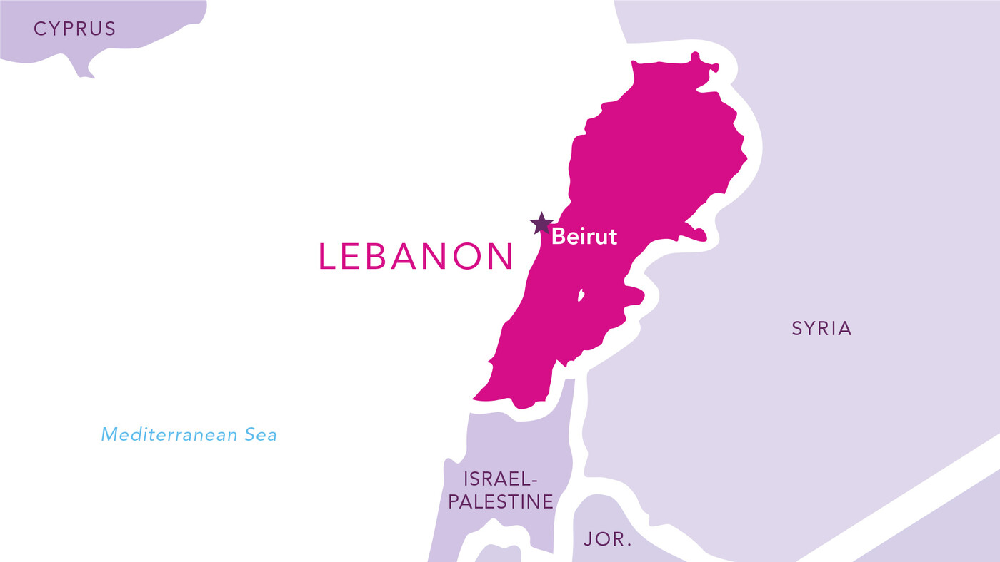 CYPRUS
Beirut
LEBANON
SYRIA
Mediterranean Sea
ISRAEL-
PALESTINE
JOR.